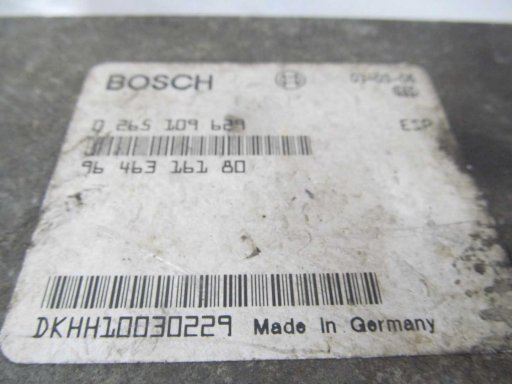 BOSCH
0 265 109 629 ESP
96 463 161 80
DKHH10030229 Made In Germany